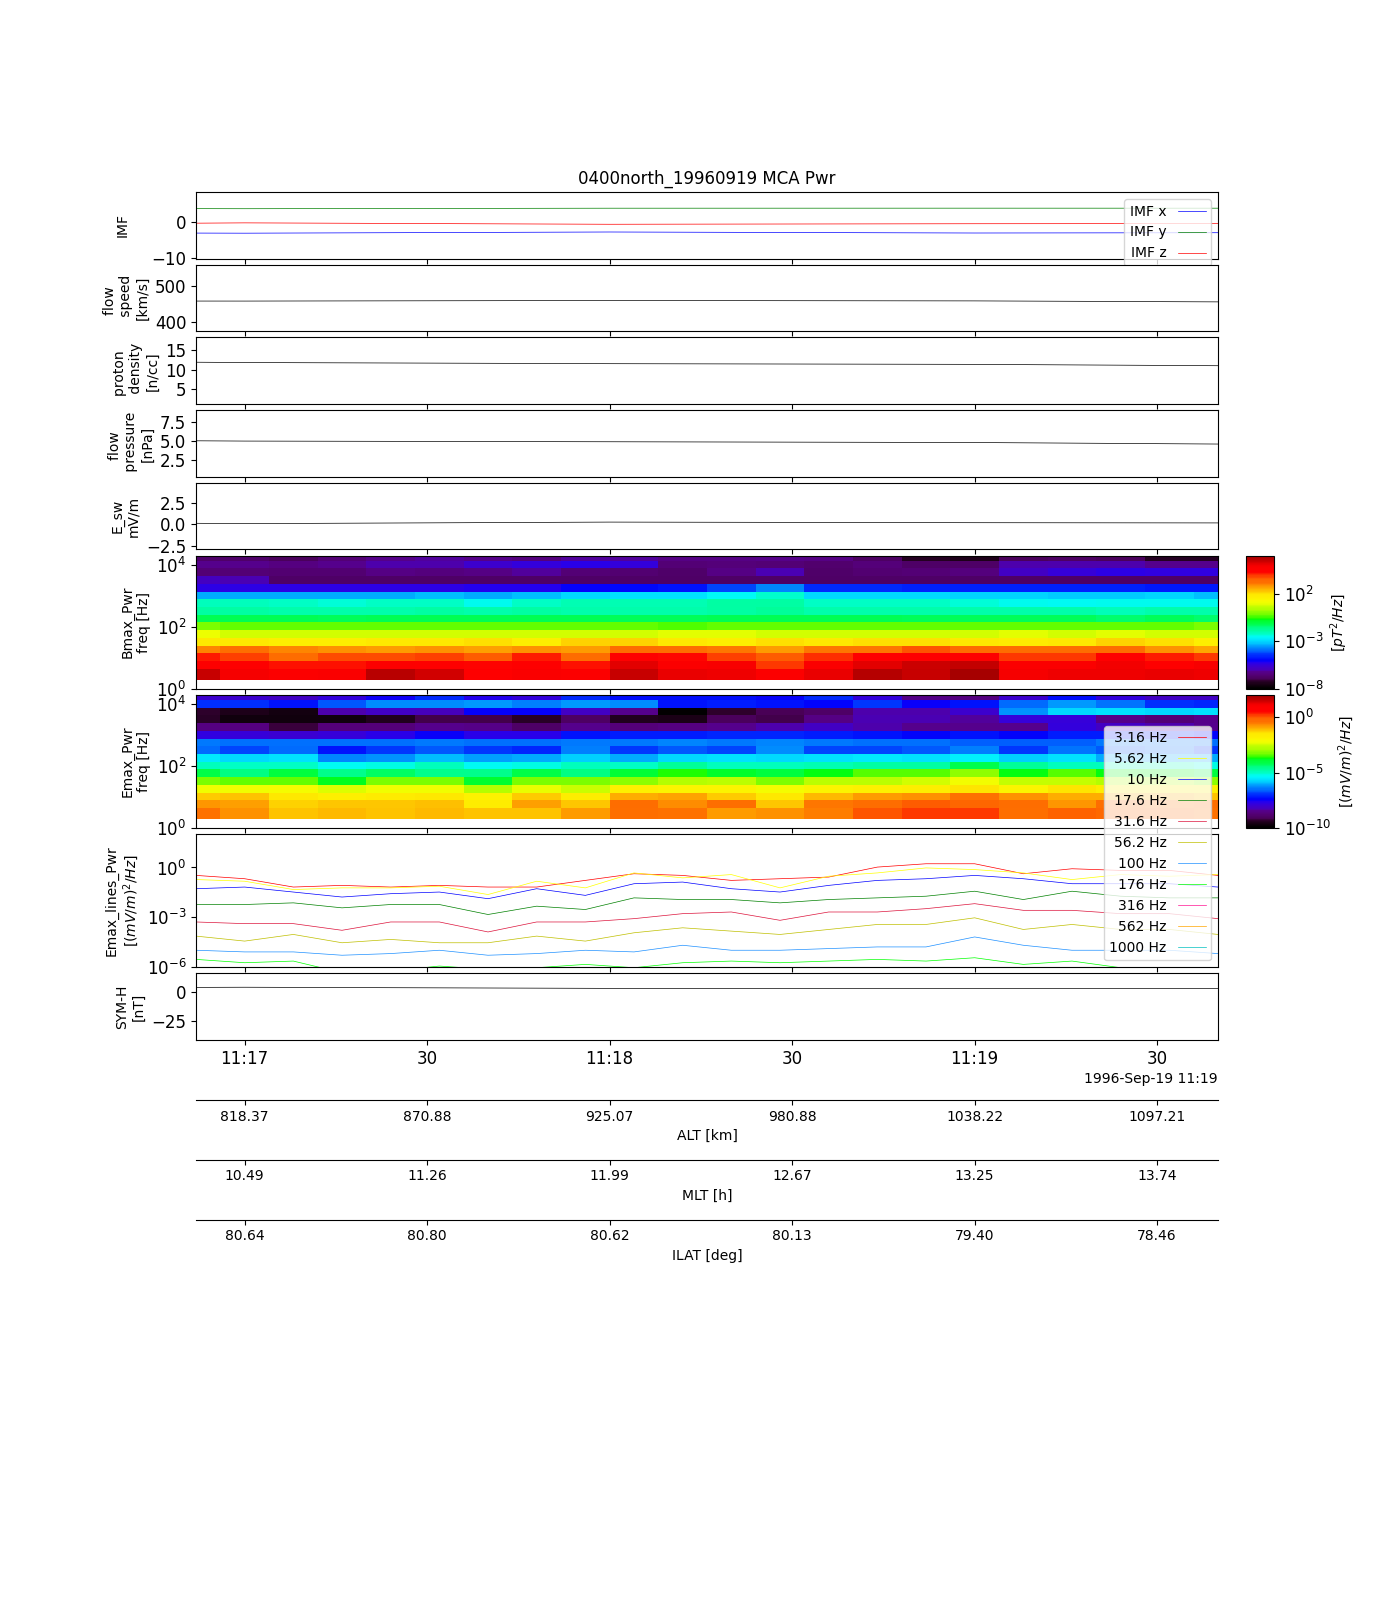 0400north_19960919 MCA Pwr
IMF
0
−10
IMF x
IMF y
IMF z
flow
speed
[km/s]
500
400
proton
density
[n/cc]
15
10
5
flow
pressure
[nPa]
7.5
5.0
2.5
E_sw
mV/m
2.5
0.0
−2.5
Bmax_Pwr
freq [Hz]
10^4
10^2
10^0
10^2
10^−3
10^−8
[pT^2/Hz]
Emax_Pwr
freq [Hz]
10^4
10^2
10^0
10^0
10^−5
10^−10
[(mV/m)^2/Hz]
3.16 Hz
5.62 Hz
10 Hz
17.6 Hz
31.6 Hz
56.2 Hz
100 Hz
176 Hz
316 Hz
562 Hz
1000 Hz
Emax_lines_Pwr
[(mV/m)^2/Hz]
10^0
10^−3
10^−6
SYM-H
[nT]
0
−25
11:17 30 11:18 30 11:19 30
1996-Sep-19 11:19
818.37 870.88 925.07 980.88 1038.22 1097.21
ALT [km]
10.49 11.26 11.99 12.67 13.25 13.74
MLT [h]
80.64 80.80 80.62 80.13 79.40 78.46
ILAT [deg]